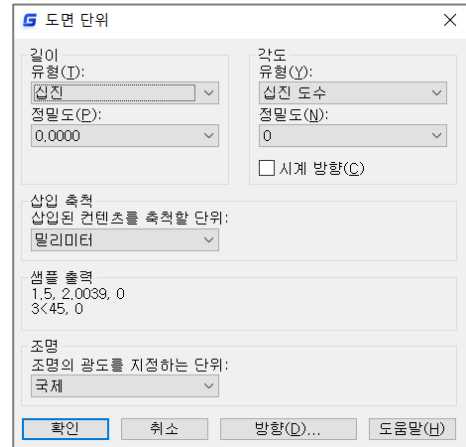 도면 단위
길이
유형(T):
십진
정밀도(P):
0.0000
각도
유형(Y):
십진 도수
정밀도(N):
0
시계 방향(C)
삽입 축척
삽입된 컨텐츠를 축척할 단위:
밀리미터
샘플 출력
1.5, 2.0039, 0
3<45, 0
조명
조명의 광도를 지정하는 단위:
국제
확인 취소 방향(D)... 도움말(H)